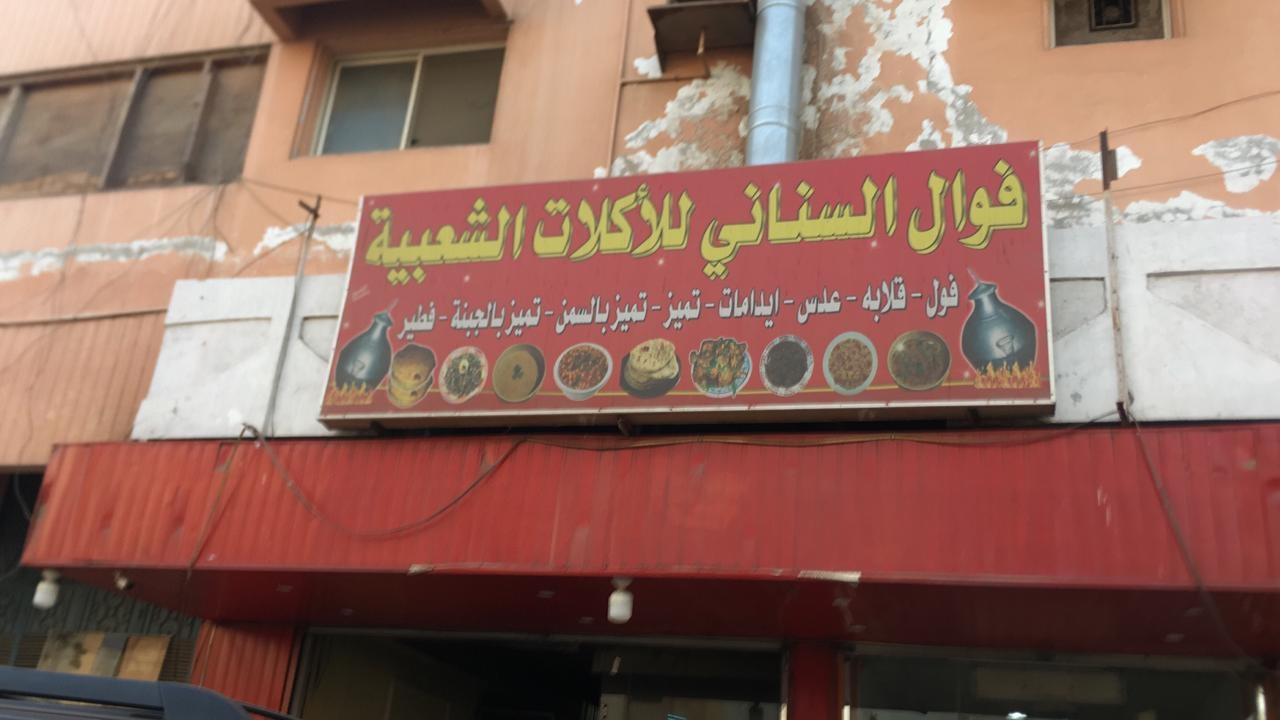 فوال السناني للأكلات الشعبية
فول - قلابه - عدس - ايدامات - تميز - تميز بالسمن - تميز بالجبنة - فطير